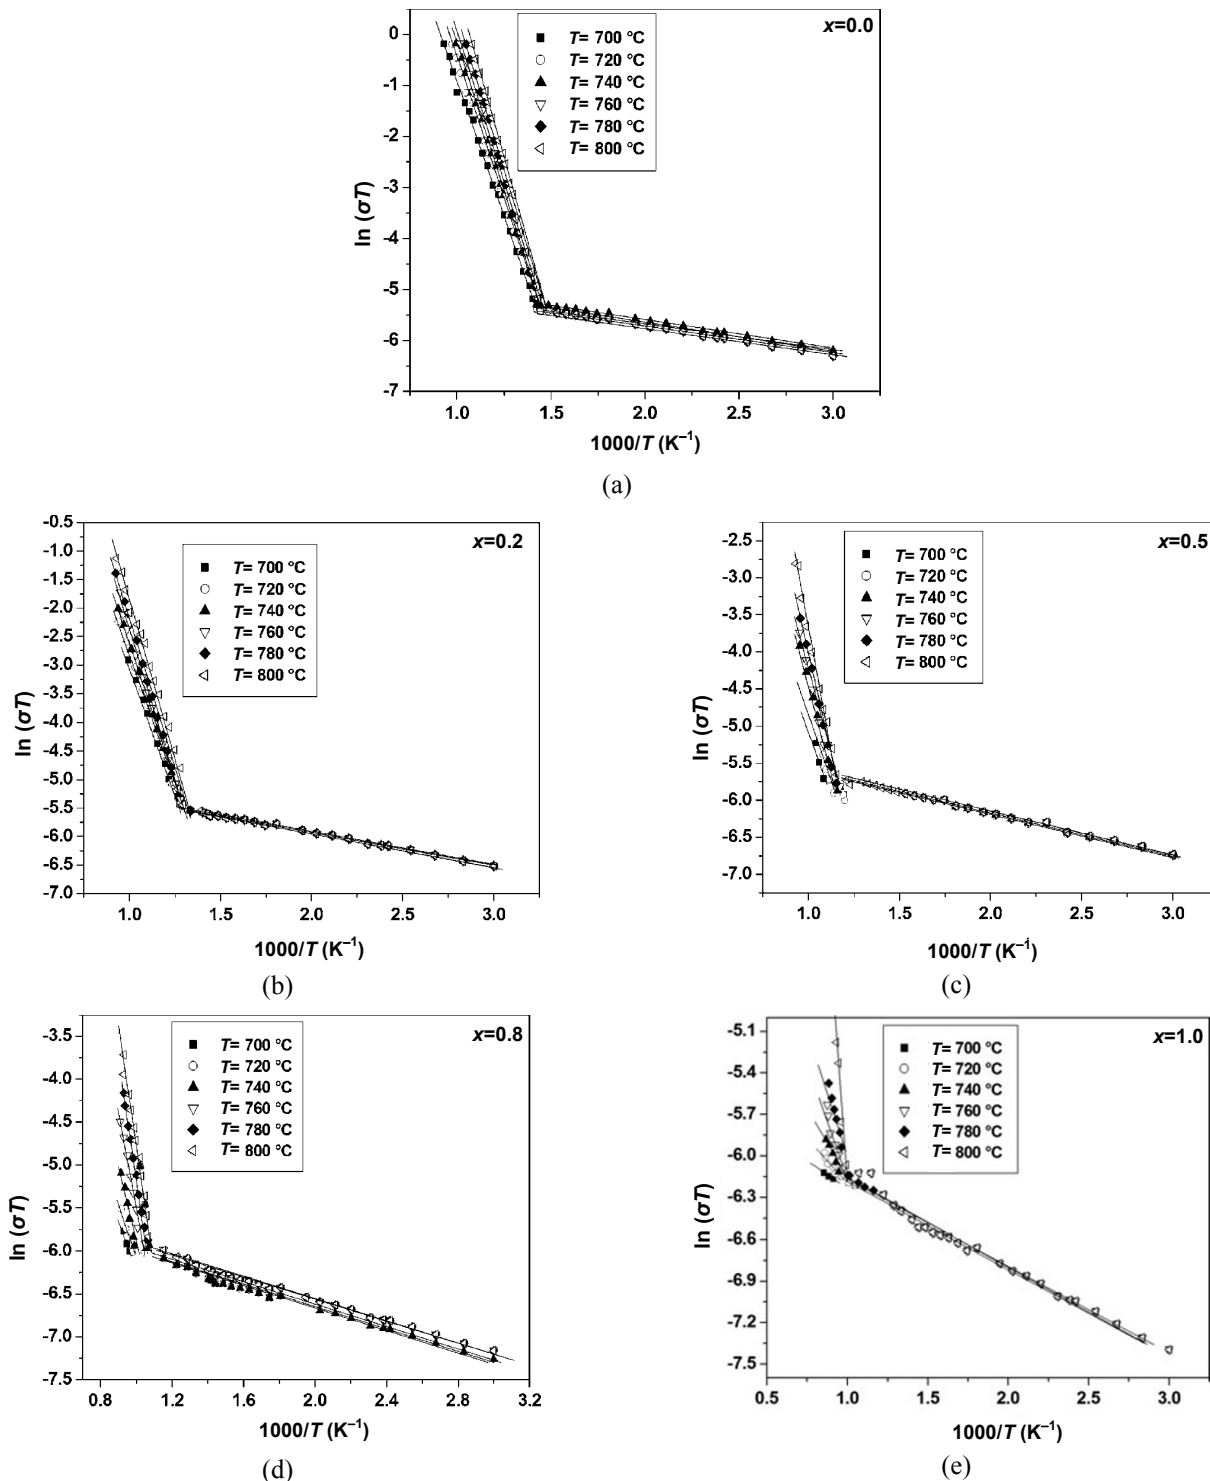 x=0.0
T= 700 °C
T= 720 °C
T= 740 °C
T= 760 °C
T= 780 °C
T= 800 °C
0
-1
-2
-3
-4
-5
-6
-7
ln (σT)
1.0 1.5 2.0 2.5 3.0
1000/T (K⁻¹)
(a)
x=0.2
T= 700 °C
T= 720 °C
T= 740 °C
T= 760 °C
T= 780 °C
T= 800 °C
-0.5
-1.0
-1.5
-2.0
-2.5
-3.0
-3.5
-4.0
-4.5
-5.0
-5.5
-6.0
-6.5
-7.0
ln (σT)
1.0 1.5 2.0 2.5 3.0
1000/T (K⁻¹)
(b)
x=0.5
T= 700 °C
T= 720 °C
T= 740 °C
T= 760 °C
T= 780 °C
T= 800 °C
-2.5
-3.0
-3.5
-4.0
-4.5
-5.0
-5.5
-6.0
-6.5
-7.0
ln (σT)
1.0 1.5 2.0 2.5 3.0
1000/T (K⁻¹)
(c)
x=0.8
T= 700 °C
T= 720 °C
T= 740 °C
T= 760 °C
T= 780 °C
T= 800 °C
-3.5
-4.0
-4.5
-5.0
-5.5
-6.0
-6.5
-7.0
-7.5
ln (σT)
0.8 1.2 1.6 2.0 2.4 2.8 3.2
1000/T (K⁻¹)
(d)
x=1.0
T= 700 °C
T= 720 °C
T= 740 °C
T= 760 °C
T= 780 °C
T= 800 °C
-5.1
-5.4
-5.7
-6.0
-6.3
-6.6
-6.9
-7.2
-7.5
ln (σT)
0.5 1.0 1.5 2.0 2.5 3.0
1000/T (K⁻¹)
(e)